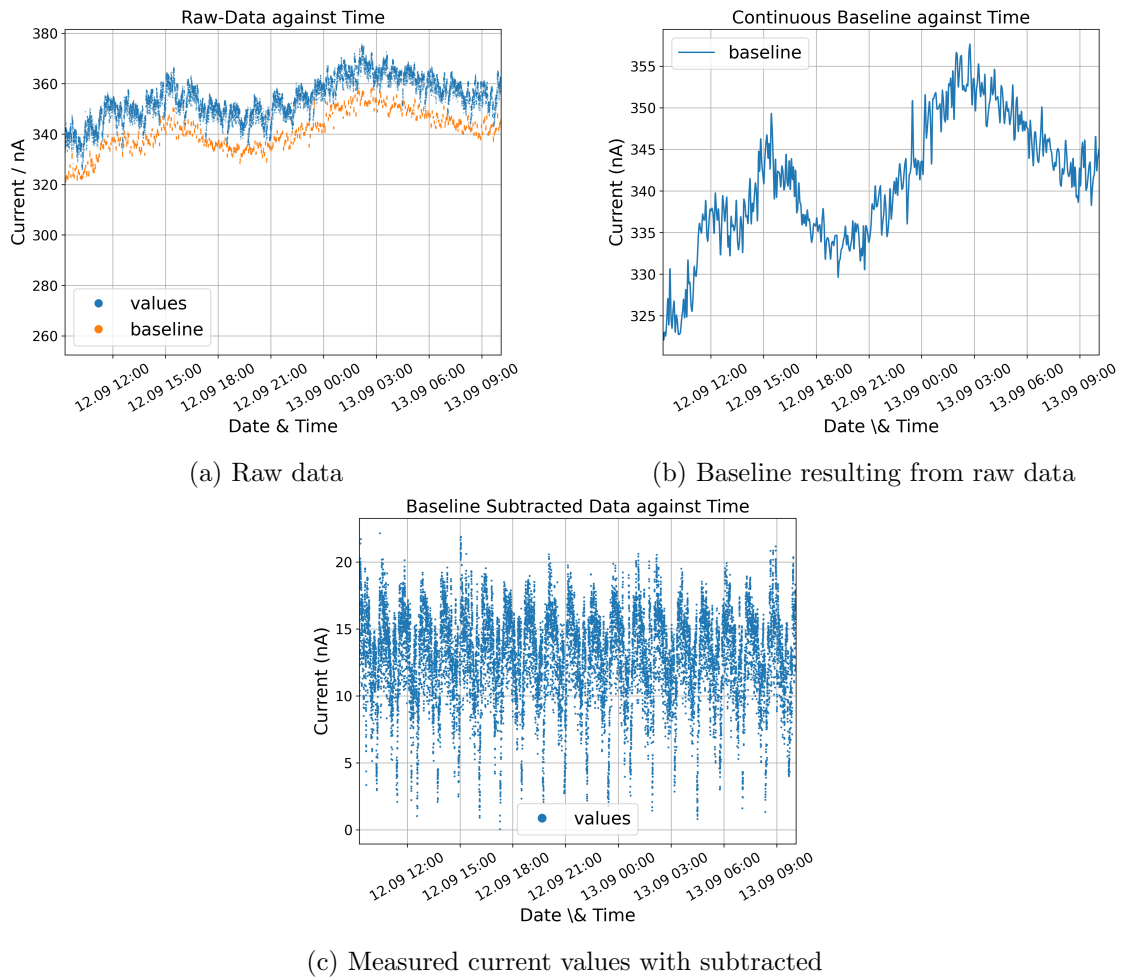 Raw-Data against Time
380
360
340
320
300
280
260
Current / nA
values
baseline
12.09 12:00
12.09 15:00
12.09 18:00
12.09 21:00
13.09 00:00
13.09 03:00
13.09 06:00
13.09 09:00
Date & Time
(a) Raw data
Continuous Baseline against Time
baseline
355
350
345
340
335
330
325
Current (nA)
12.09 12:00
12.09 15:00
12.09 18:00
12.09 21:00
13.09 00:00
13.09 03:00
13.09 06:00
13.09 09:00
Date \& Time
(b) Baseline resulting from raw data
Baseline Subtracted Data against Time
20
15
10
5
0
Current (nA)
values
12.09 12:00
12.09 15:00
12.09 18:00
12.09 21:00
13.09 00:00
13.09 03:00
13.09 06:00
13.09 09:00
Date \& Time
(c) Measured current values with subtracted